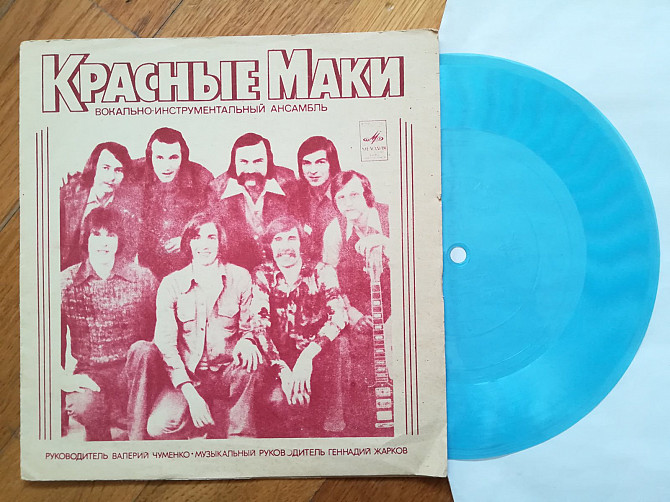 КРАСНЫЕ МАКИ
ВОКАЛЬНО-ИНСТРУМЕНТАЛЬНЫЙ АНСАМБЛЬ
РУКОВОДИТЕЛЬ ВАЛЕРИЙ ЧУМЕНКО • МУЗЫКАЛЬНЫЙ РУКОВОДИТЕЛЬ ГЕННАДИЙ ЖАРКОВ